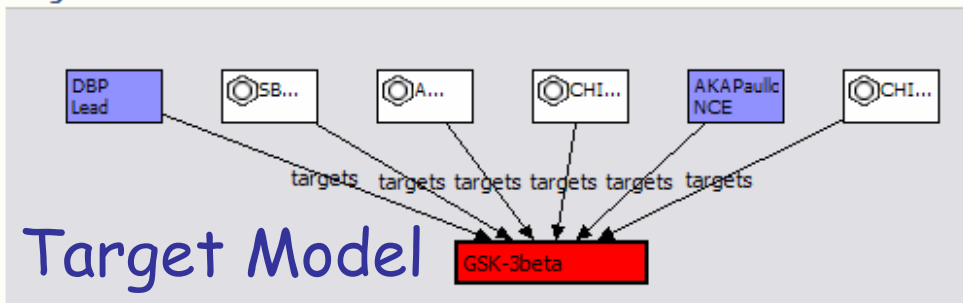 DBP
Lead
SB...
A...
CHI...
AKAPaullc
NCE
CHI...
targets targets targets targets targets targets
Target Model
GSK-3beta